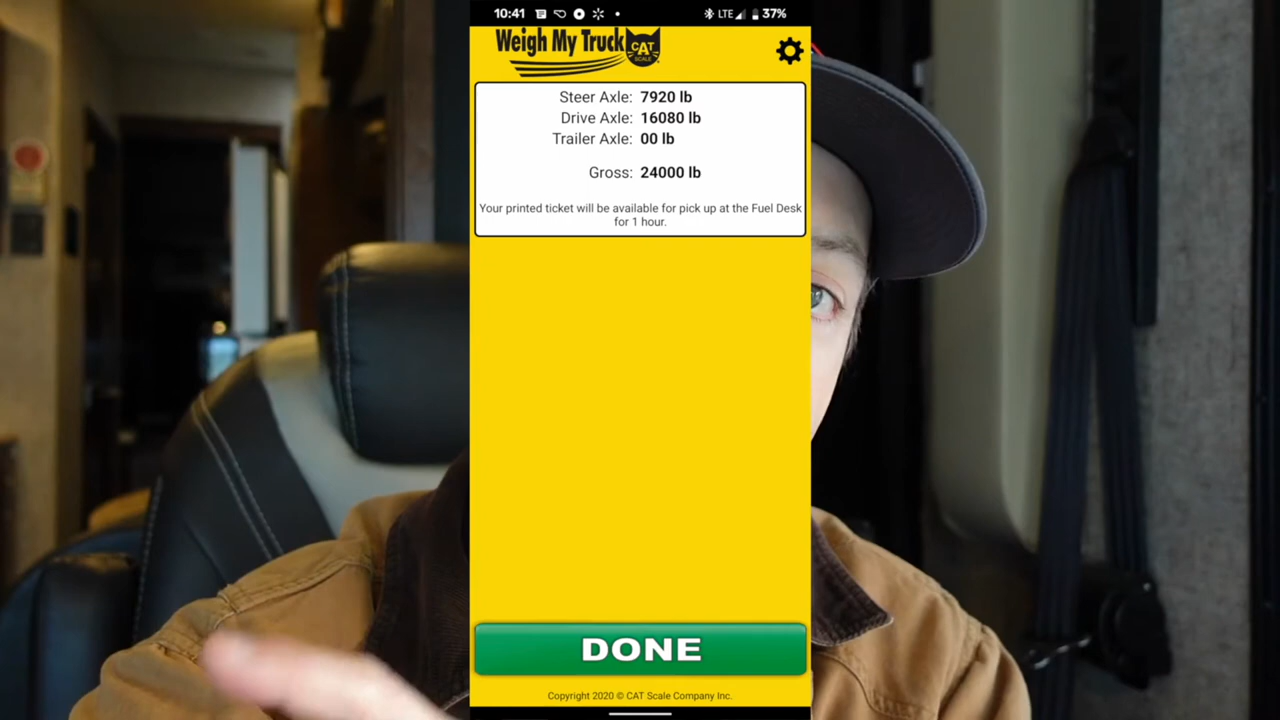 10:41 LTE 37%
Weigh My Truck CAT SCALE
Steer Axle: 7920 lb
Drive Axle: 16080 lb
Trailer Axle: 00 lb
Gross: 24000 lb
Your printed ticket will be available for pick up at the Fuel Desk
for 1 hour.
DONE
Copyright 2020 © CAT Scale Company Inc.